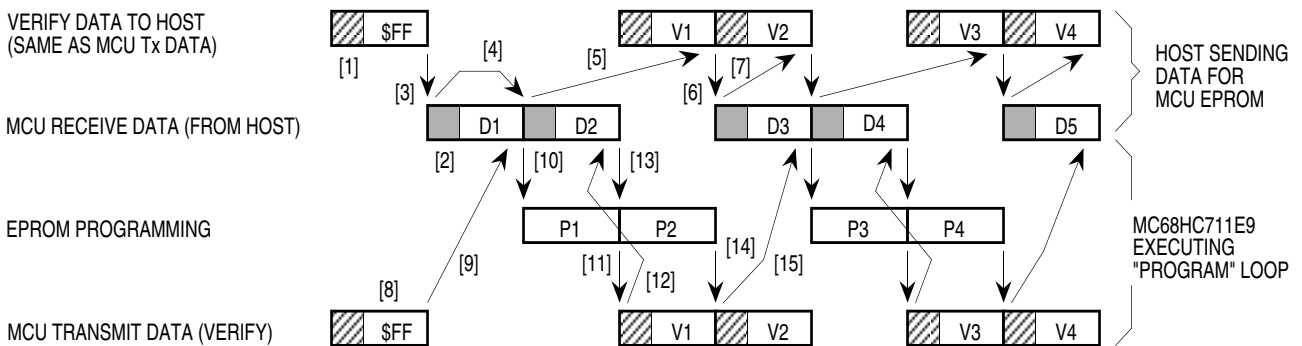 VERIFY DATA TO HOST
(SAME AS MCU Tx DATA)
$FF
V1
V2
V3
V4
[1]
[3]
[4]
[5]
[6]
[7]
HOST SENDING
DATA FOR
MCU EPROM
MCU RECEIVE DATA (FROM HOST)
D1
D2
D3
D4
D5
[2]
[10]
[13]
EPROM PROGRAMMING
P1
P2
P3
P4
MC68HC711E9
EXECUTING
"PROGRAM" LOOP
[8]
[9]
[11]
[12]
[14]
[15]
MCU TRANSMIT DATA (VERIFY)
$FF
V1
V2
V3
V4